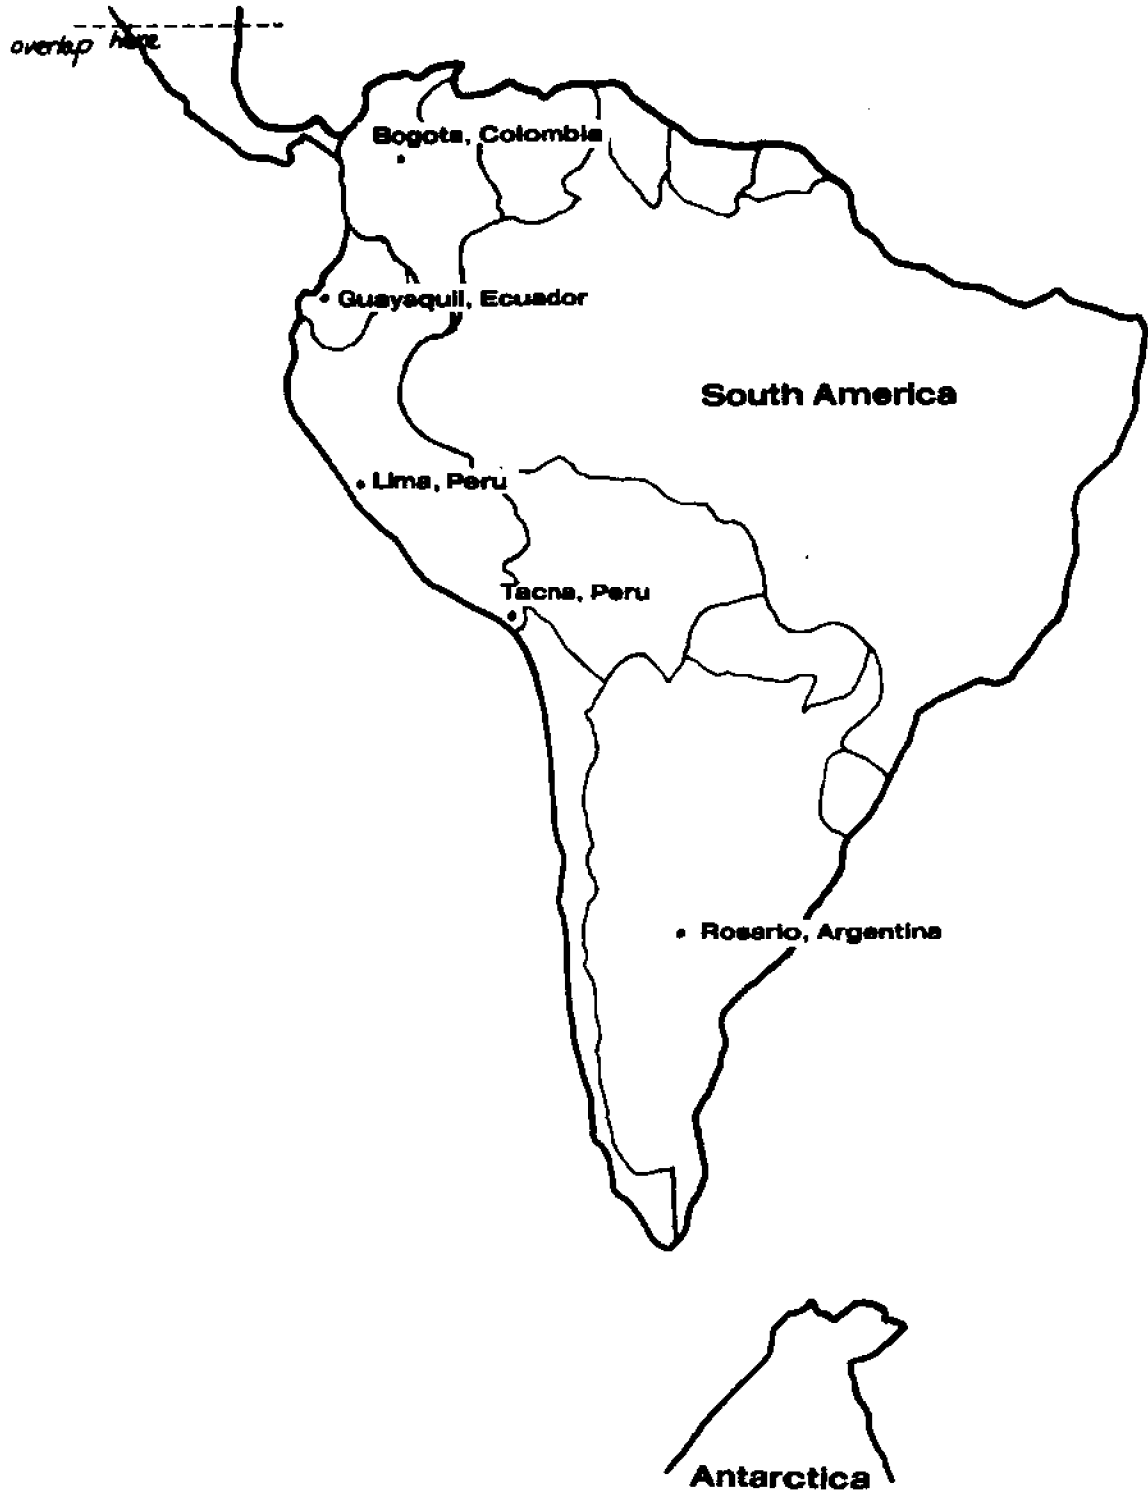 overlap here
Bogota, Colombia
Guayaquil, Ecuador
South America
Lima, Peru
Tacna, Peru
Rosario, Argentina
Antarctica